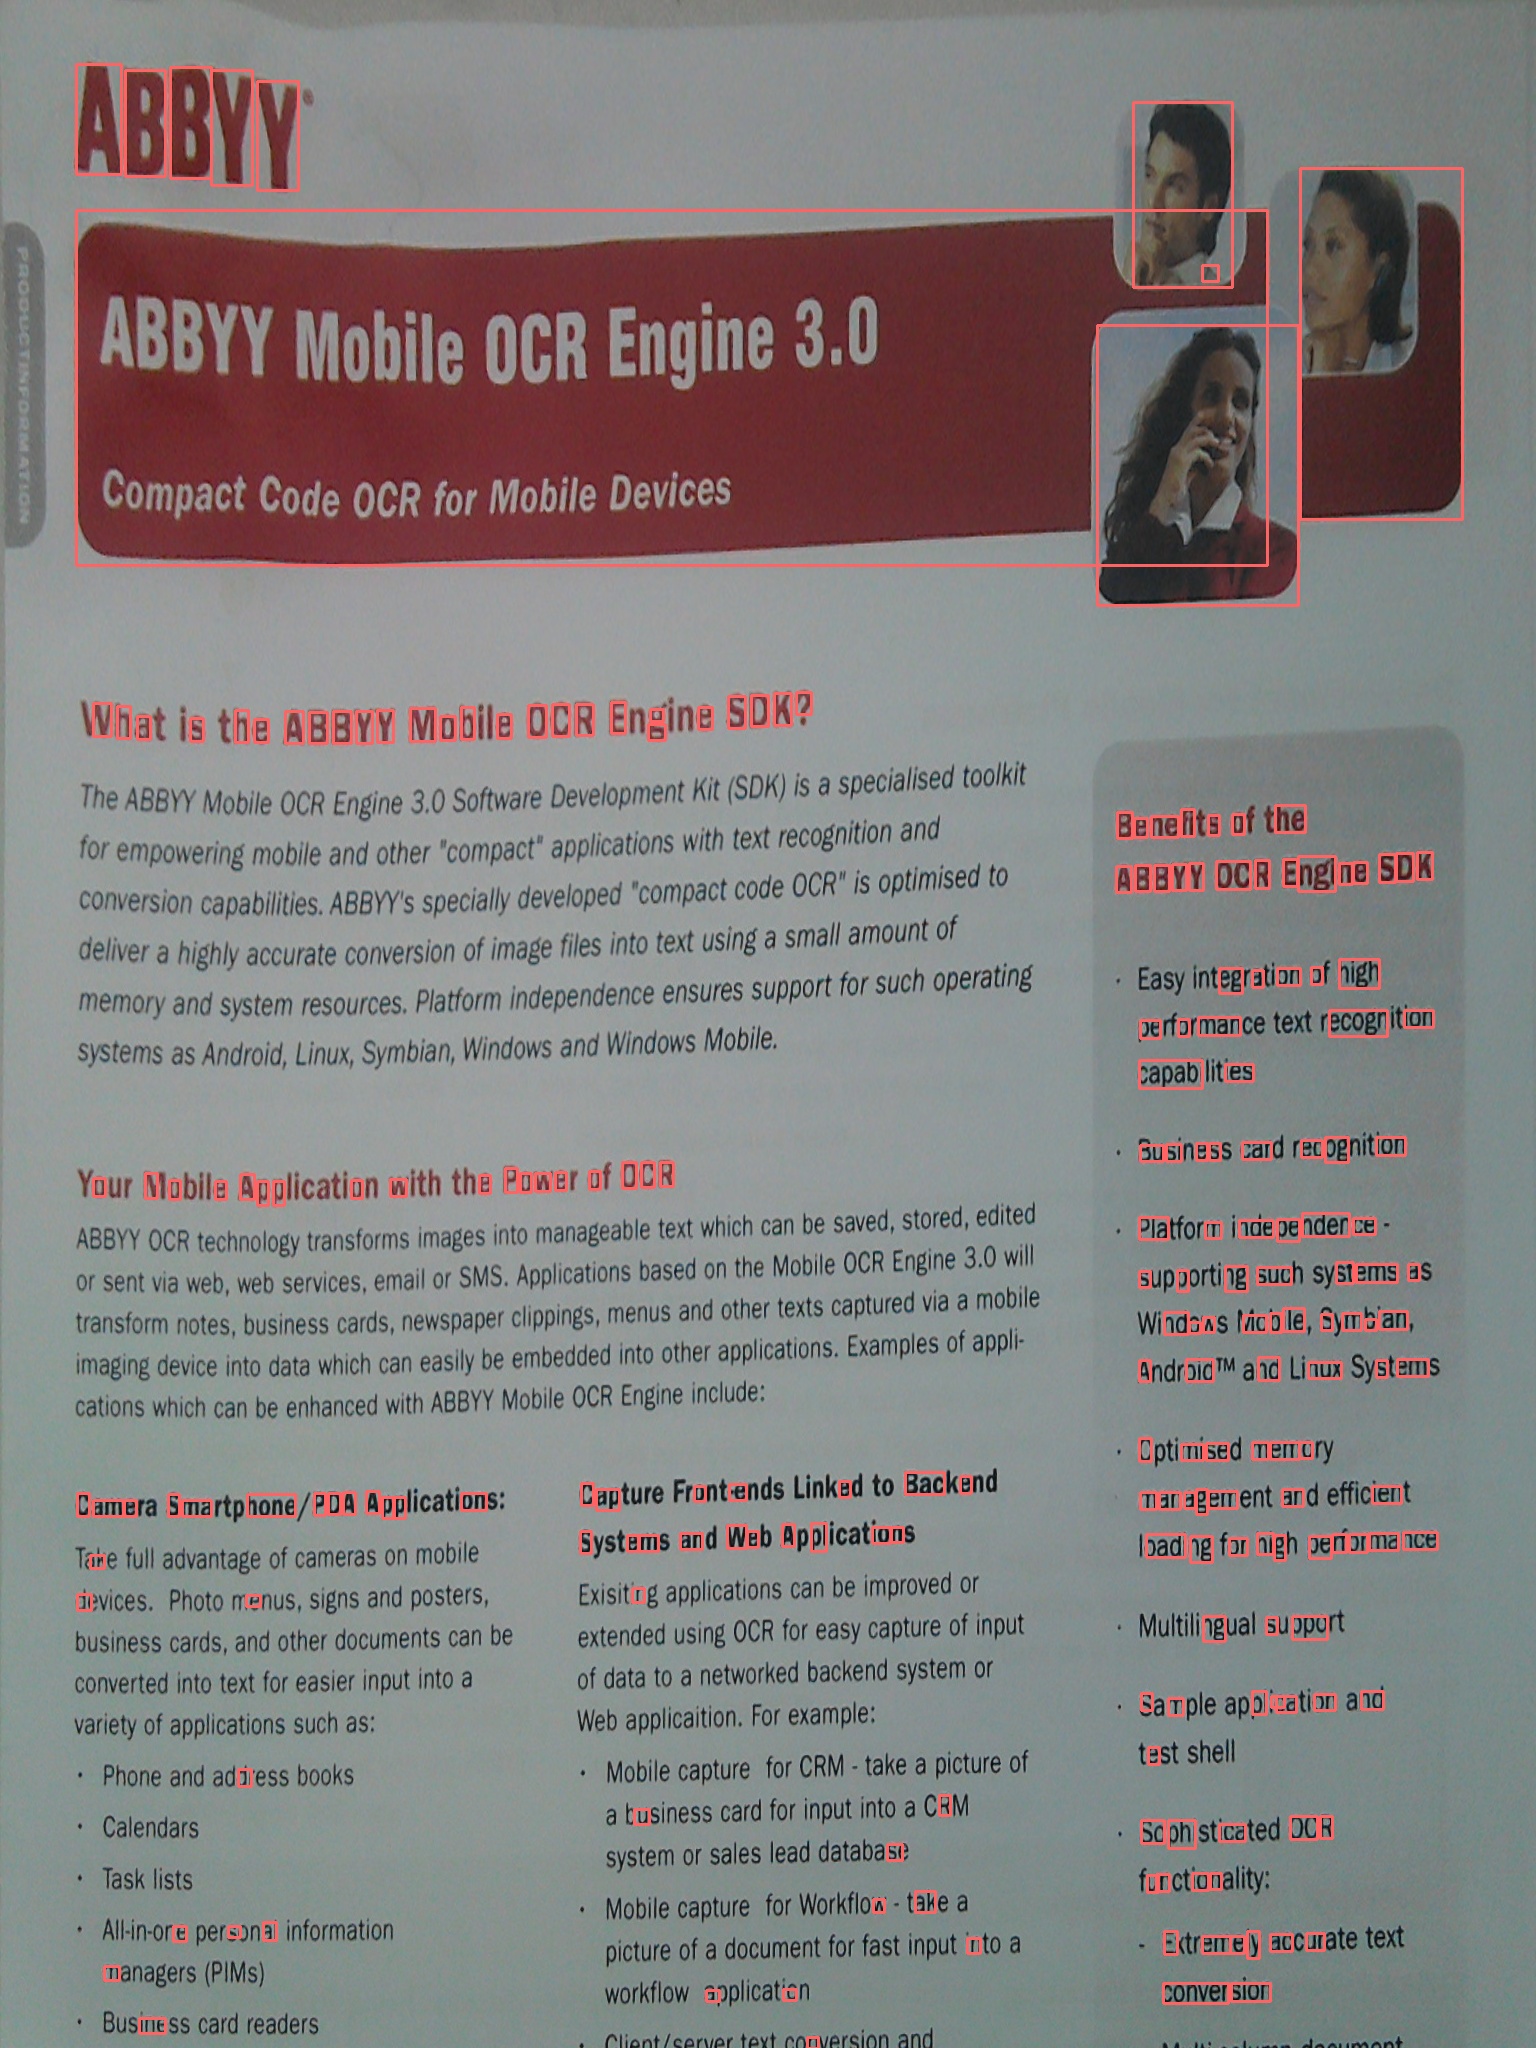 ABBYY®
PRODUCTINFORMATION
ABBYY Mobile OCR Engine 3.0
Compact Code OCR for Mobile Devices
What is the ABBYY Mobile OCR Engine SDK?
The ABBYY Mobile OCR Engine 3.0 Software Development Kit (SDK) is a specialised toolkit
for empowering mobile and other "compact" applications with text recognition and
conversion capabilities. ABBYY's specially developed "compact code OCR" is optimised to
deliver a highly accurate conversion of image files into text using a small amount of
memory and system resources. Platform independence ensures support for such operating
systems as Android, Linux, Symbian, Windows and Windows Mobile.
Your Mobile Application with the Power of OCR
ABBYY OCR technology transforms images into manageable text which can be saved, stored, edited
or sent via web, web services, email or SMS. Applications based on the Mobile OCR Engine 3.0 will
transform notes, business cards, newspaper clippings, menus and other texts captured via a mobile
imaging device into data which can easily be embedded into other applications. Examples of appli-
cations which can be enhanced with ABBYY Mobile OCR Engine include:
Camera Smartphone/PDA Applications:
Take full advantage of cameras on mobile
devices. Photo menus, signs and posters,
business cards, and other documents can be
converted into text for easier input into a
variety of applications such as:
· Phone and address books
· Calendars
· Task lists
· All-in-one personal information
managers (PIMs)
· Business card readers
Capture Front-ends Linked to Backend
Systems and Web Applications
Exisiting applications can be improved or
extended using OCR for easy capture of input
of data to a networked backend system or
Web applicaition. For example:
· Mobile capture for CRM - take a picture of
a business card for input into a CRM
system or sales lead database
· Mobile capture for Workflow - take a
picture of a document for fast input into a
workflow application
· Client/server text conversion and
Benefits of the
ABBYY OCR Engine SDK
· Easy integration of high
performance text recognition
capabilities
· Business card recognition
· Platform independence -
supporting such systems as
Windows Mobile, Symbian,
Android™ and Linux Systems
· Optimised memory
management and efficient
loading for high performance
· Multilingual support
· Sample application and
test shell
· Sophisticated OCR
functionality:
- Extremely accurate text
conversion
Multi-column document